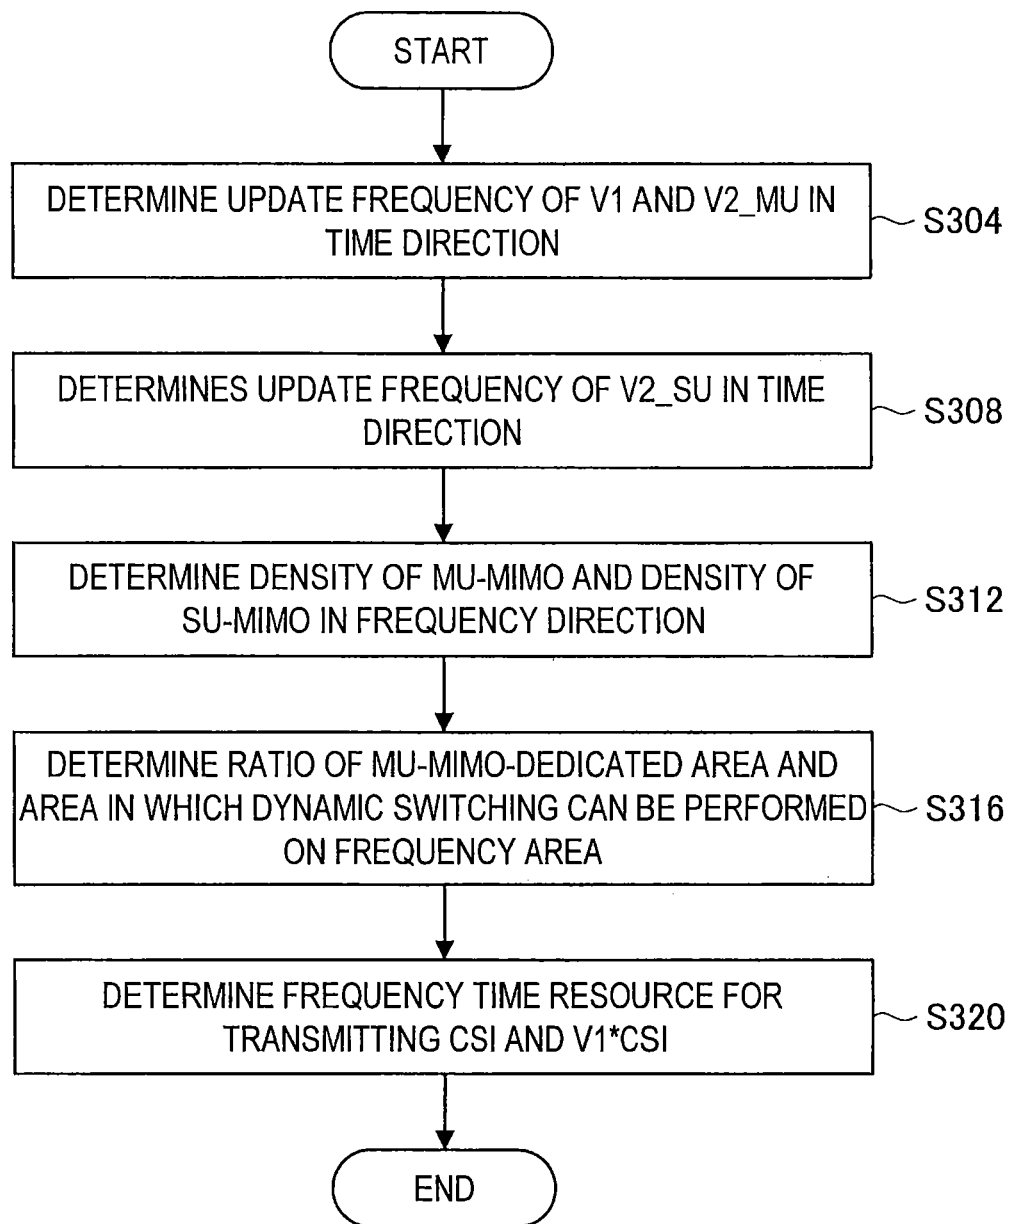 START
DETERMINE UPDATE FREQUENCY OF V1 AND V2_MU IN
TIME DIRECTION
S304
DETERMINES UPDATE FREQUENCY OF V2_SU IN TIME
DIRECTION
S308
DETERMINE DENSITY OF MU-MIMO AND DENSITY OF
SU-MIMO IN FREQUENCY DIRECTION
S312
DETERMINE RATIO OF MU-MIMO-DEDICATED AREA AND
AREA IN WHICH DYNAMIC SWITCHING CAN BE PERFORMED
ON FREQUENCY AREA
S316
DETERMINE FREQUENCY TIME RESOURCE FOR
TRANSMITTING CSI AND V1*CSI
S320
END